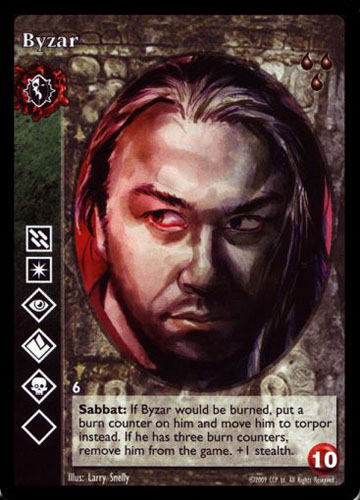 Byzar
6
Sabbat: If Byzar would be burned, put a
burn counter on him and move him to torpor
instead. If he has three burn counters,
remove him from the game. +1 stealth.
10
Illus: Larry Snelly
©2009 CCP hf. All Rights Reserved